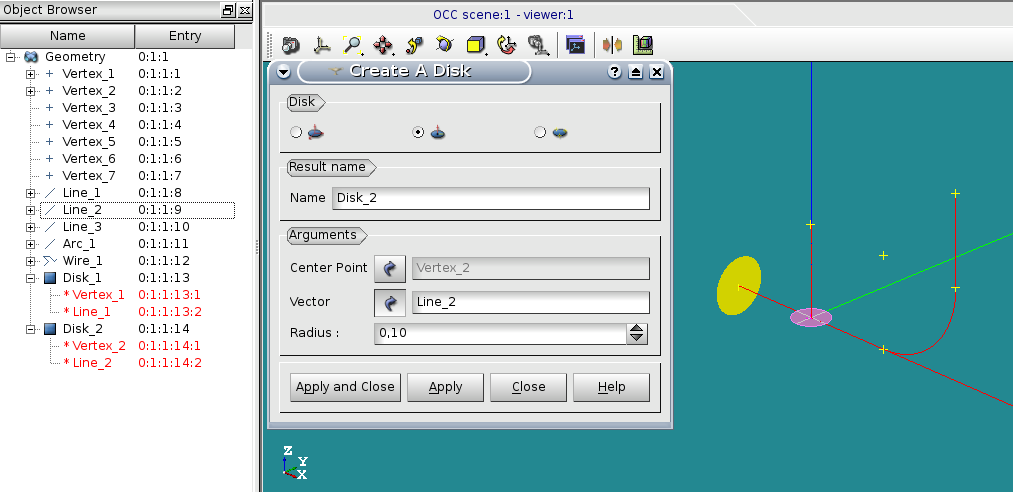 Object Browser
OCC scene:1 - viewer:1
Name Entry
Geometry 0:1:1
Vertex_1 0:1:1:1
Vertex_2 0:1:1:2
Vertex_3 0:1:1:3
Vertex_4 0:1:1:4
Vertex_5 0:1:1:5
Vertex_6 0:1:1:6
Vertex_7 0:1:1:7
Line_1 0:1:1:8
Line_2 0:1:1:9
Line_3 0:1:1:10
Arc_1 0:1:1:11
Wire_1 0:1:1:12
Disk_1 0:1:1:13
* Vertex_1 0:1:1:13:1
* Line_1 0:1:1:13:2
Disk_2 0:1:1:14
* Vertex_2 0:1:1:14:1
* Line_2 0:1:1:14:2
Create A Disk
?
Disk
Result name
Name Disk_2
Arguments
Center Point Vertex_2
Vector Line_2
Radius : 0,10
Apply and Close Apply Close Help
Z
Y
X